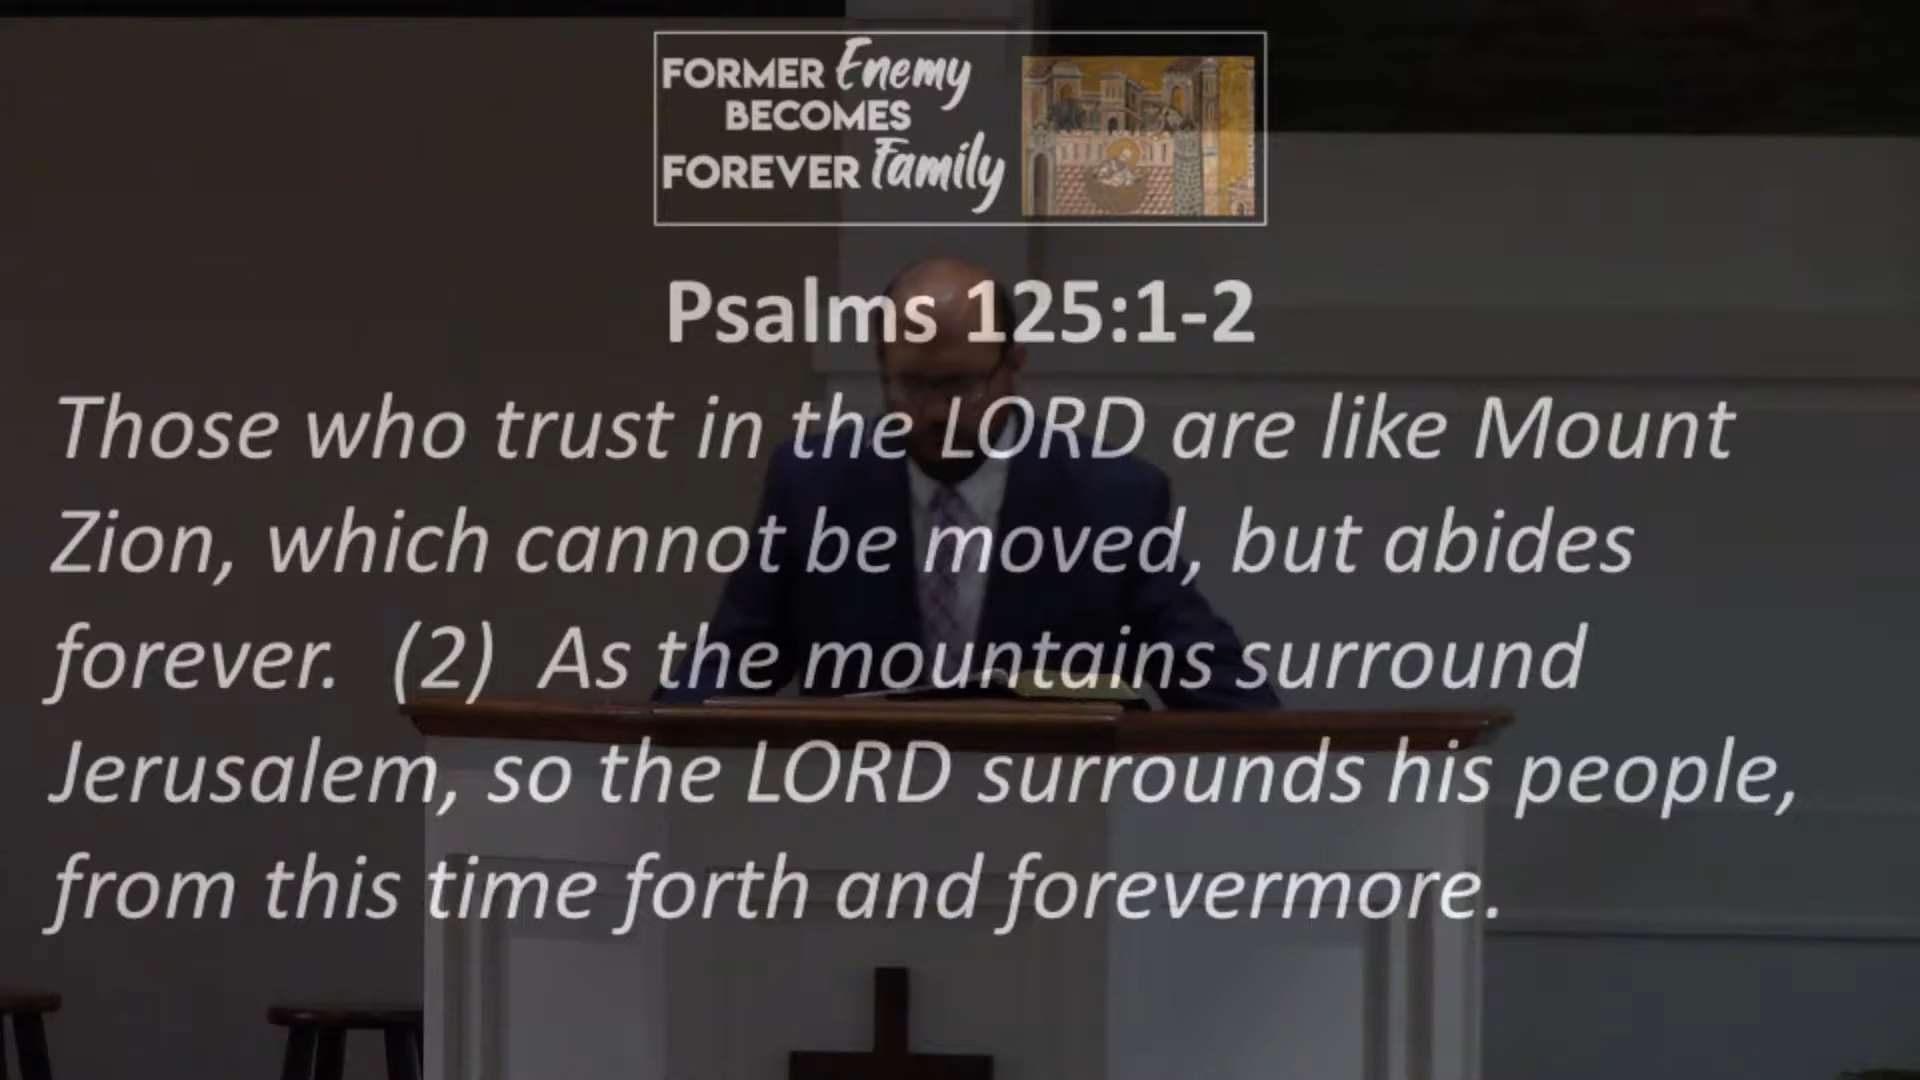 FORMER Enemy
BECOMES
FOREVER Family
Psalms 125:1-2
Those who trust in the LORD are like Mount
Zion, which cannot be moved, but abides
forever. (2) As the mountains surround
Jerusalem, so the LORD surrounds his people,
from this time forth and forevermore.